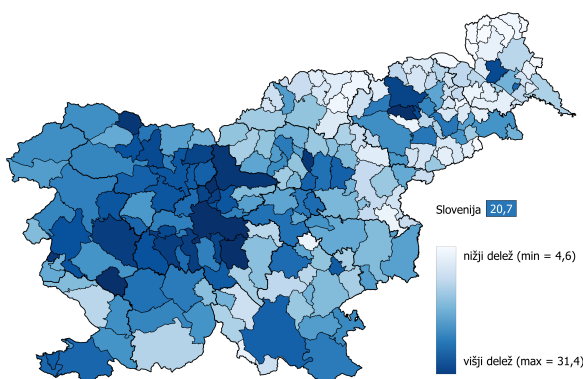 Slovenija 20,7
nižji delež (min = 4,6)
višji delež (max = 31,4)